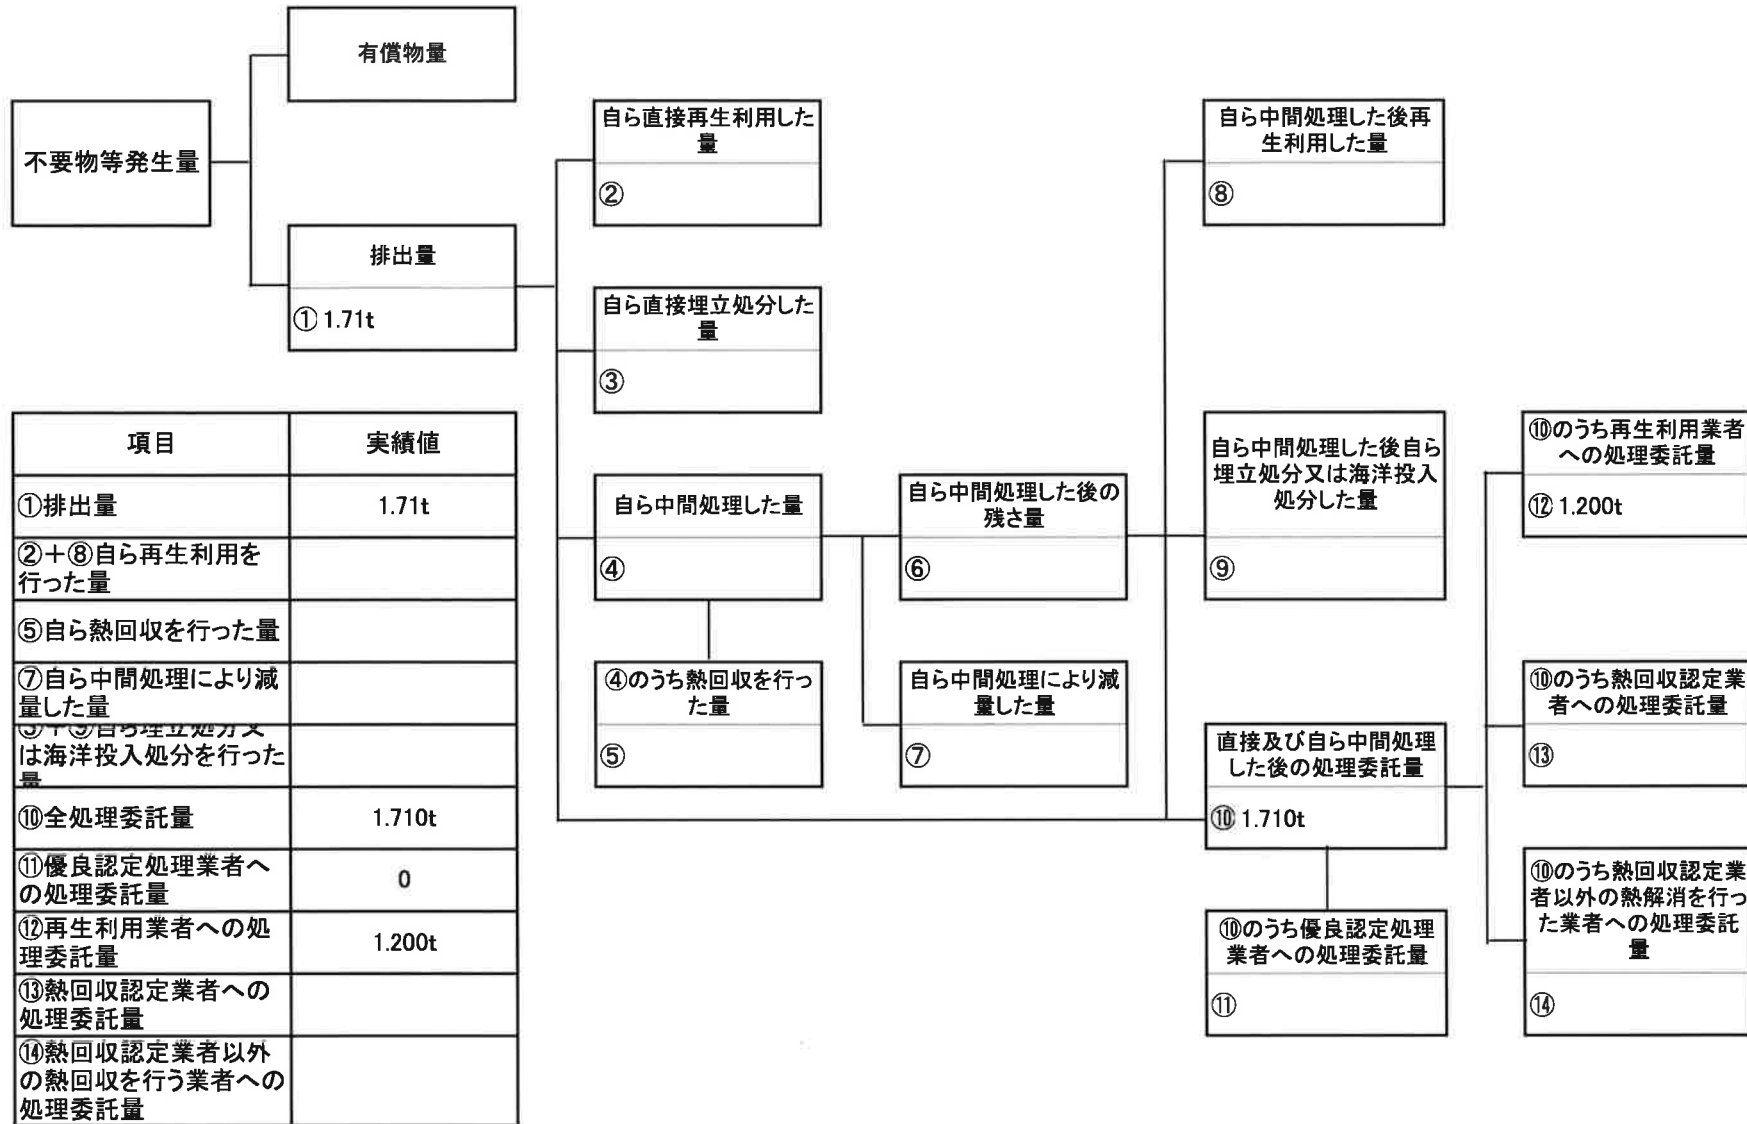 有償物量
不要物等発生量
排出量
①1.71t
自ら直接再生利用した
量
②
自ら直接埋立処分した
量
③
自ら中間処理した量
④
④のうち熱回収を行っ
た量
⑤
自ら中間処理した後の
残さ量
⑥
自ら中間処理により減
量した量
⑦
自ら中間処理した後再
生利用した量
⑧
自ら中間処理した後自ら
埋立処分又は海洋投入
処分した量
⑨
直接及び自ら中間処理
した後の処理委託量
⑩ 1.710t
⑩のうち優良認定処理
業者への処理委託量
⑪
⑩のうち再生利用業者
への処理委託量
⑫ 1.200t
⑩のうち熱回収認定業
者への処理委託量
⑬
⑩のうち熱回収認定業
者以外の熱解消を行っ
た業者への処理委託
量
⑭
項目 実績値
①排出量 1.71t
②+⑧自ら再生利用を
行った量
⑤自ら熱回収を行った量
⑦自ら中間処理により減
量した量
③+⑨自ら埋立処分又
は海洋投入処分を行った
量
⑩全処理委託量 1.710t
⑪優良認定処理業者へ
の処理委託量 0
⑫再生利用業者への処
理委託量 1.200t
⑬熱回収認定業者への
処理委託量
⑭熱回収認定業者以外
の熱回収を行う業者への
処理委託量